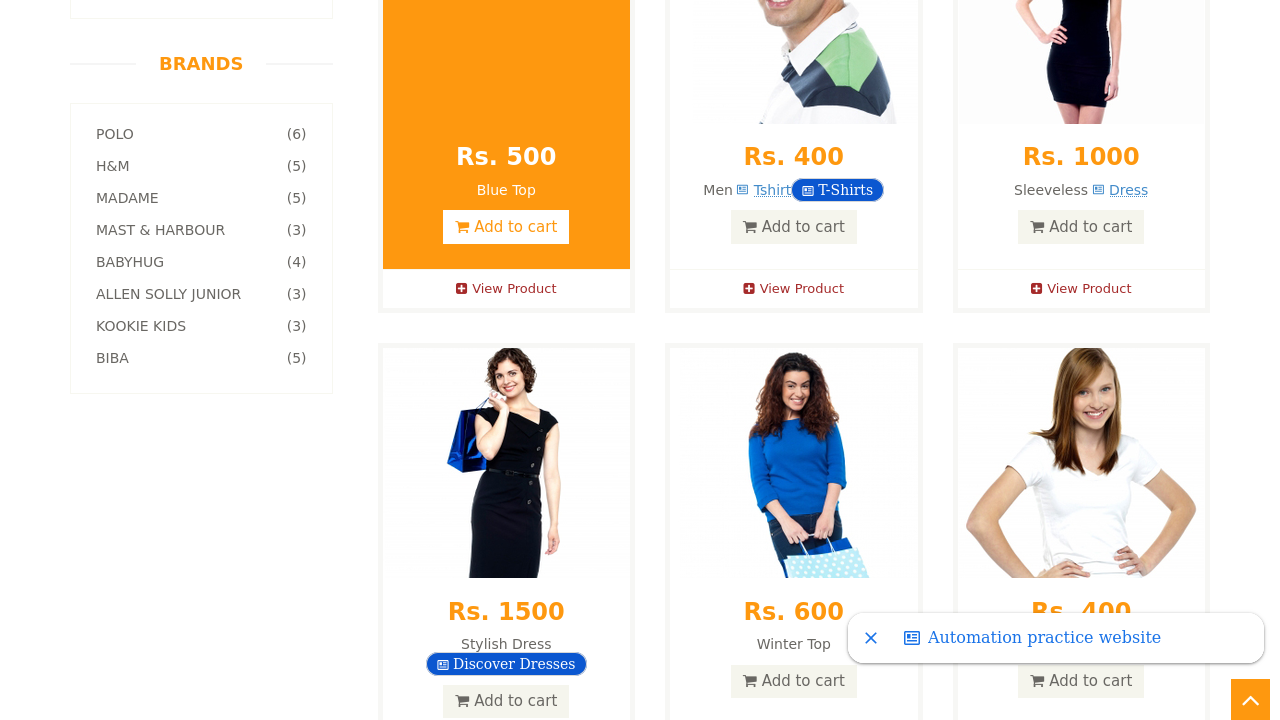 BRANDS
POLO (6)
H&M (5)
MADAME (5)
MAST & HARBOUR (3)
BABYHUG (4)
ALLEN SOLLY JUNIOR (3)
KOOKIE KIDS (3)
BIBA (5)
Rs. 500
Blue Top
Add to cart
View Product
Rs. 400
Men Tshirt T-Shirts
Add to cart
View Product
Rs. 1000
Sleeveless Dress
Add to cart
View Product
Rs. 1500
Stylish Dress
Discover Dresses
Add to cart
Rs. 600
Winter Top
Add to cart
Rs. 400
Add to cart
Automation practice website